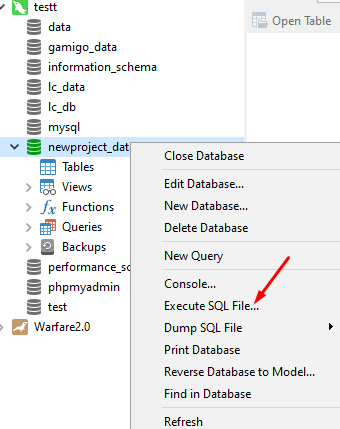 testt
data
gamigo_data
information_schema
lc_data
lc_db
mysql
newproject_dat
Tables
Views
Functions
Queries
Backups
performance_sc
phpmyadmin
test
Warfare2.0
Open Table
Close Database
Edit Database...
New Database...
Delete Database
New Query
Console...
Execute SQL File...
Dump SQL File
Print Database
Reverse Database to Model...
Find in Database
Refresh